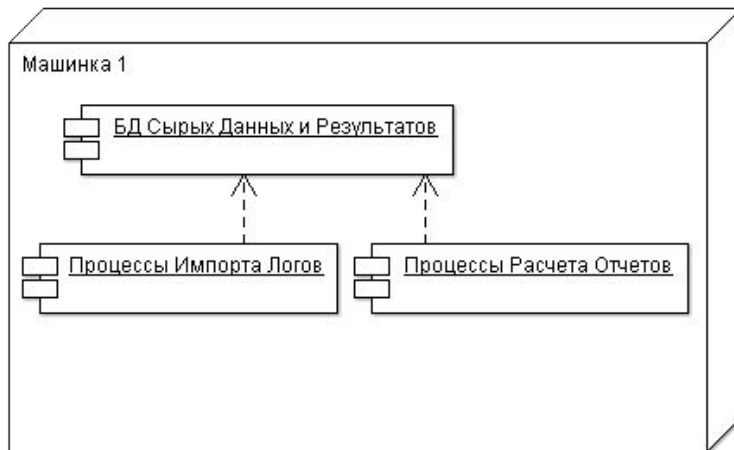 Машинка 1
БД Сырых Данных и Результатов
Процессы Импорта Логов
Процессы Расчета Отчетов